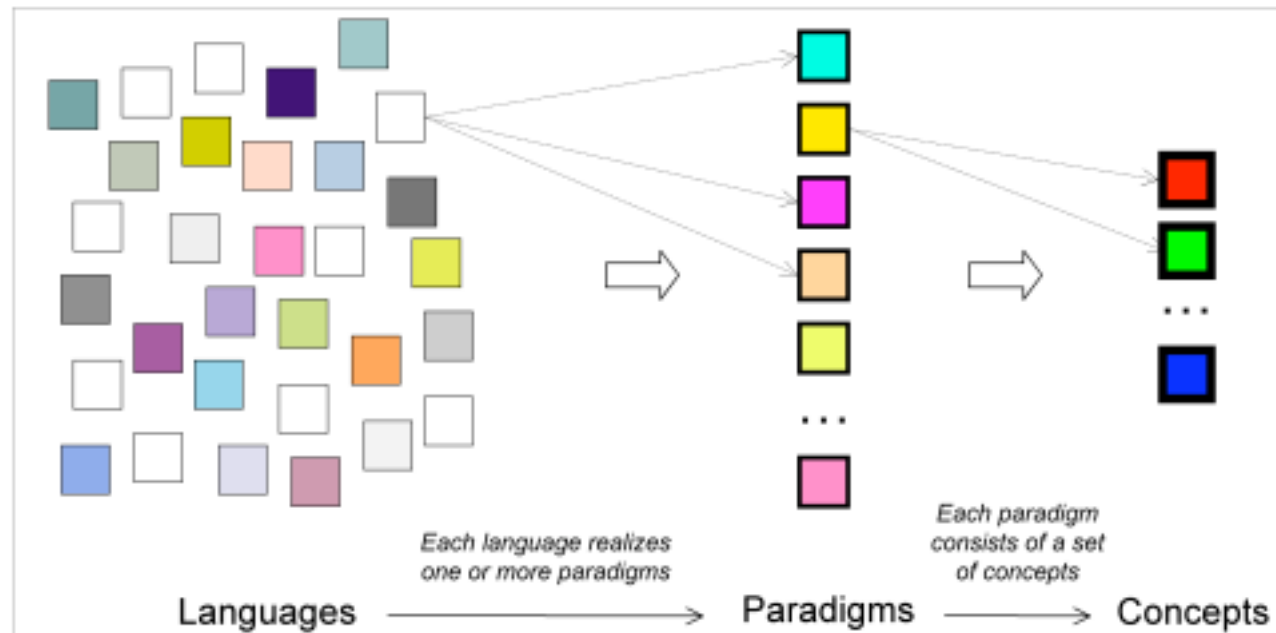 ...
...
Each language realizes
one or more paradigms
Each paradigm
consists of a set
of concepts
Languages
Paradigms
Concepts